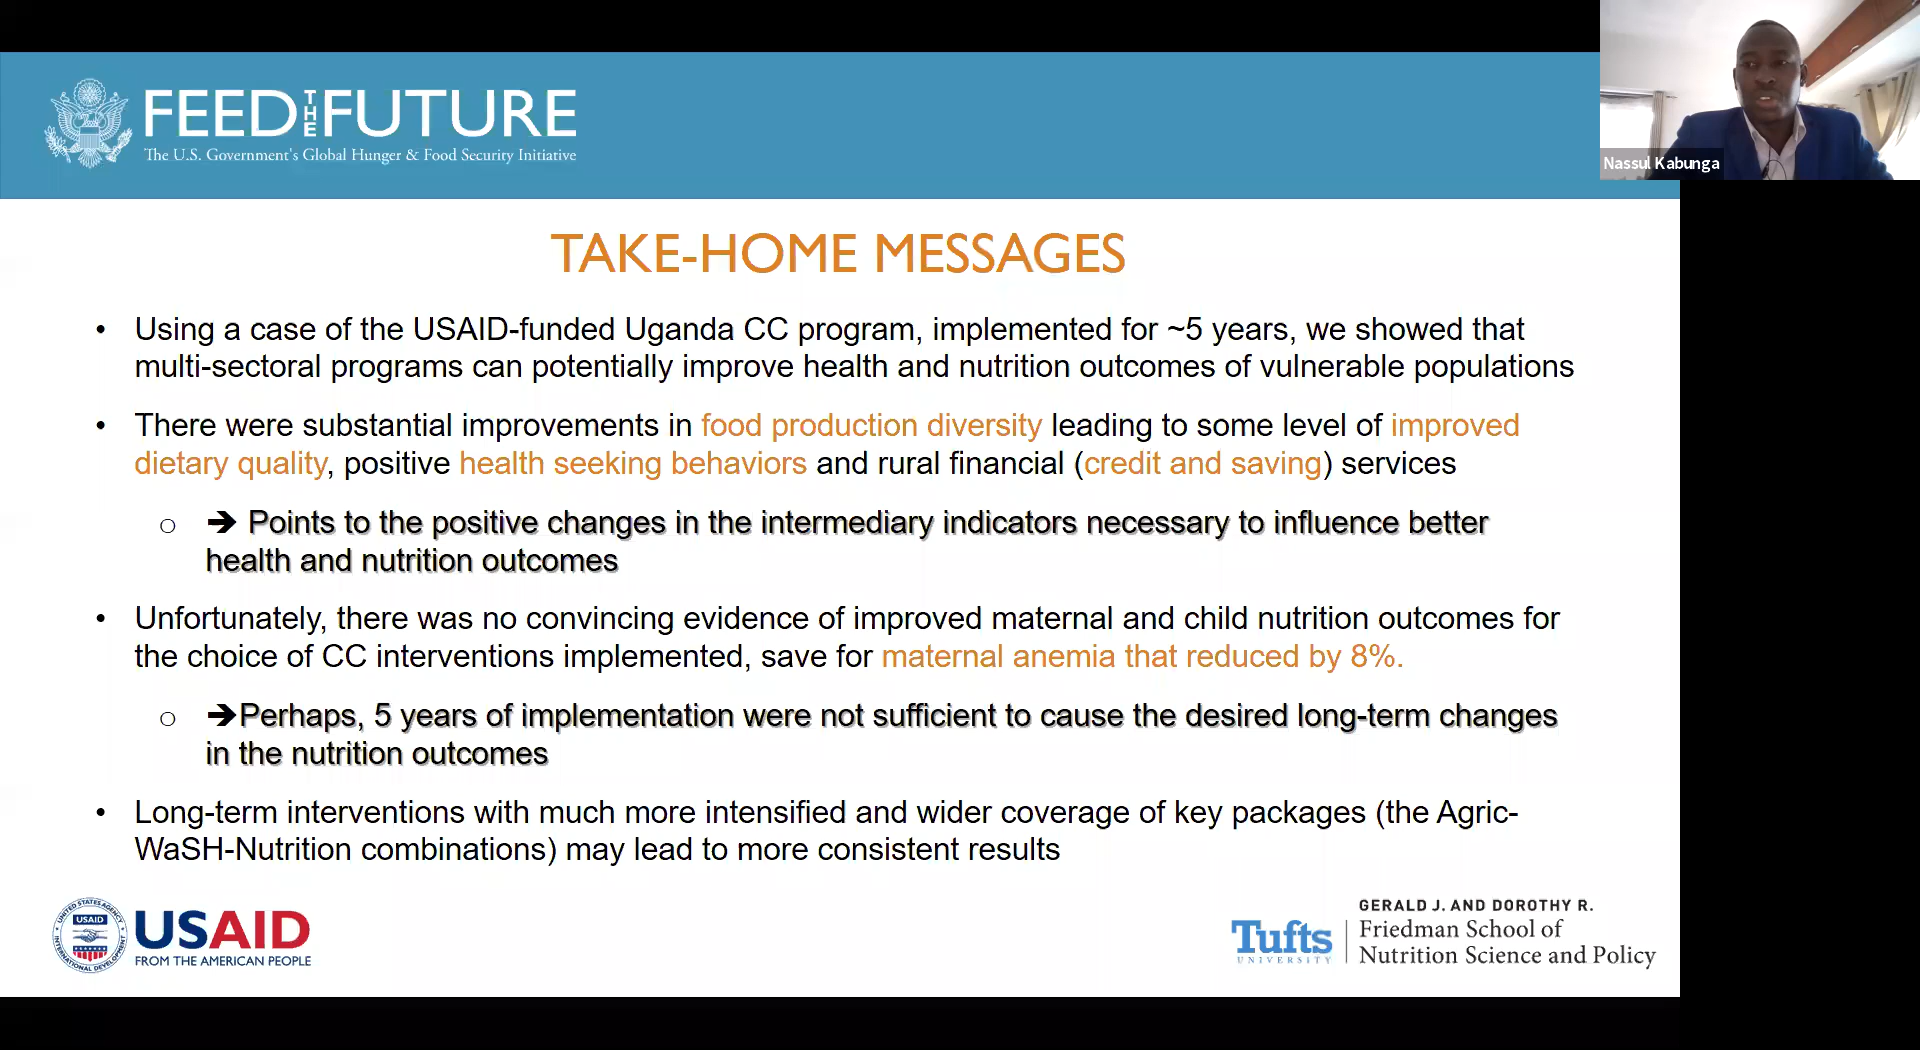 FEED THE FUTURE
The U.S. Government's Global Hunger & Food Security Initiative
Nassul Kabunga
TAKE-HOME MESSAGES
• Using a case of the USAID-funded Uganda CC program, implemented for ~5 years, we showed that
multi-sectoral programs can potentially improve health and nutrition outcomes of vulnerable populations
• There were substantial improvements in food production diversity leading to some level of improved
dietary quality, positive health seeking behaviors and rural financial (credit and saving) services
o ➔ Points to the positive changes in the intermediary indicators necessary to influence better
health and nutrition outcomes
• Unfortunately, there was no convincing evidence of improved maternal and child nutrition outcomes for
the choice of CC interventions implemented, save for maternal anemia that reduced by 8%.
o ➔Perhaps, 5 years of implementation were not sufficient to cause the desired long-term changes
in the nutrition outcomes
• Long-term interventions with much more intensified and wider coverage of key packages (the Agric-
WaSH-Nutrition combinations) may lead to more consistent results
UNITED STATES AGENCY
USAID
INTERNATIONAL DEVELOPMENT
USAID
FROM THE AMERICAN PEOPLE
Tufts
UNIVERSITY
GERALD J. AND DOROTHY R.
Friedman School of
Nutrition Science and Policy